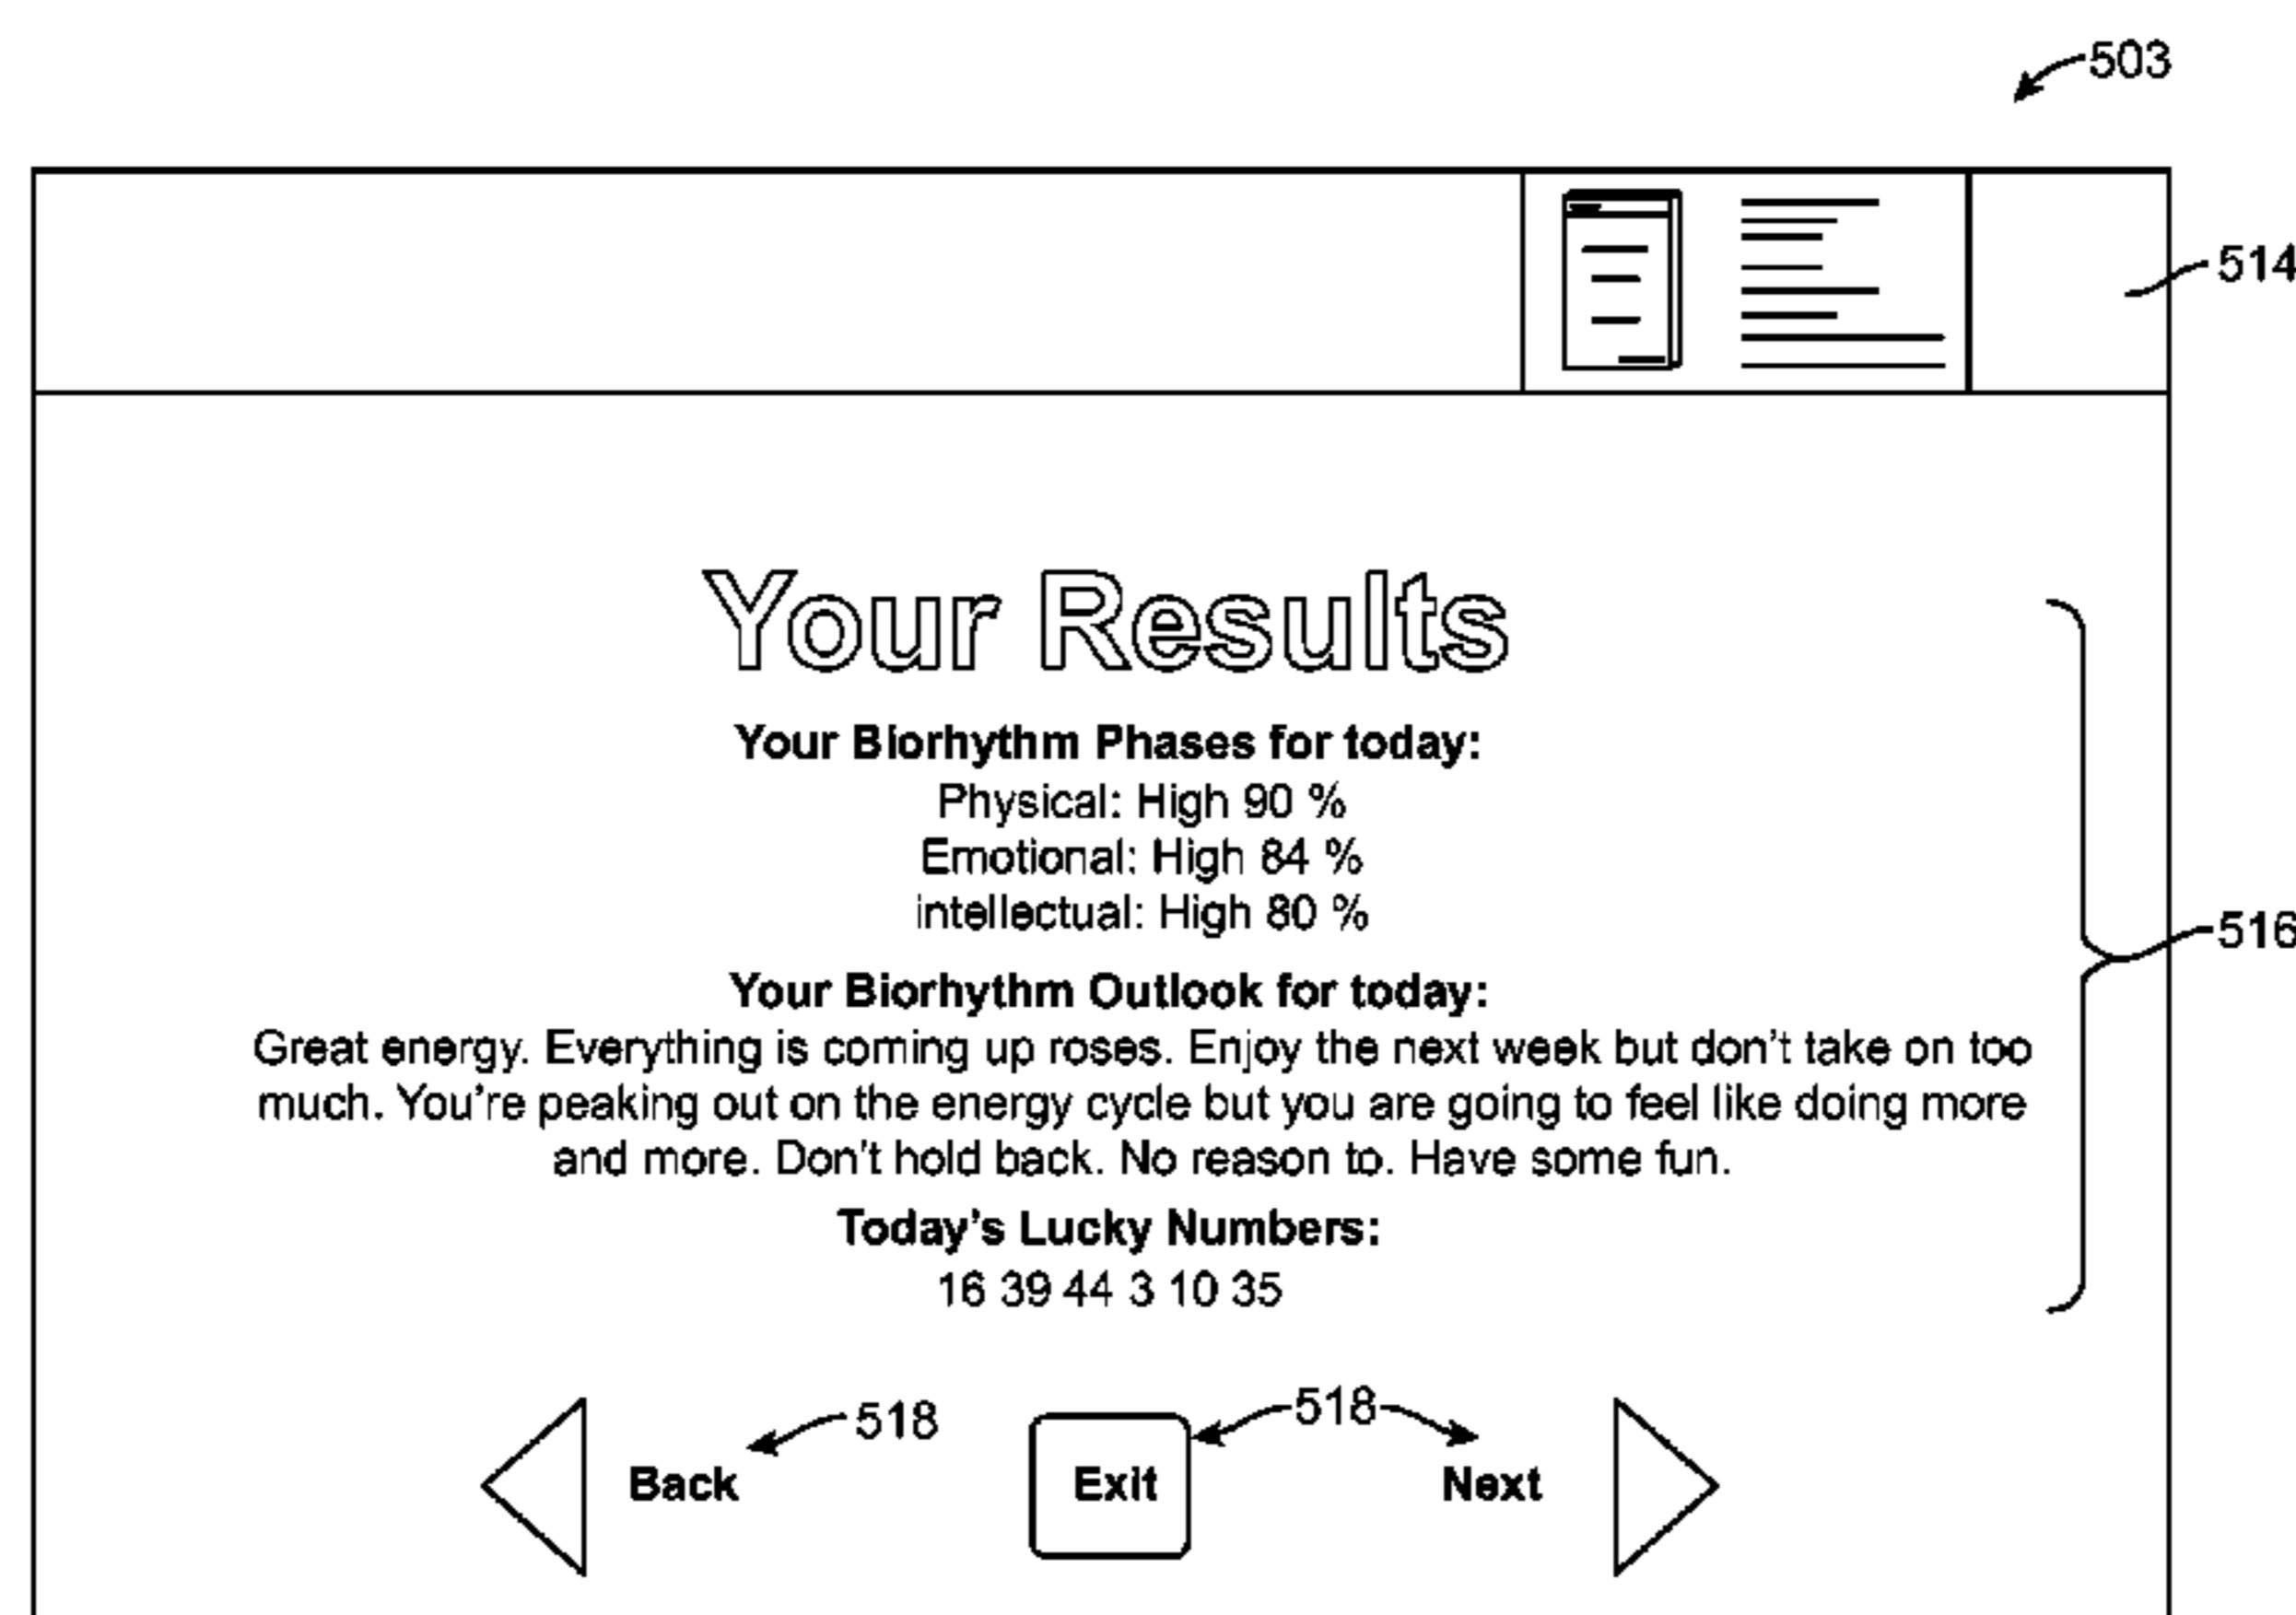 503
514
Your Results
Your Biorhythm Phases for today:
Physical: High 90 %
Emotional: High 84 %
intellectual: High 80 %
516
Your Biorhythm Outlook for today:
Great energy. Everything is coming up roses. Enjoy the next week but don't take on too
much. You're peaking out on the energy cycle but you are going to feel like doing more
and more. Don't hold back. No reason to. Have some fun.
Today's Lucky Numbers:
16 39 44 3 10 35
518 518
Back Exit Next